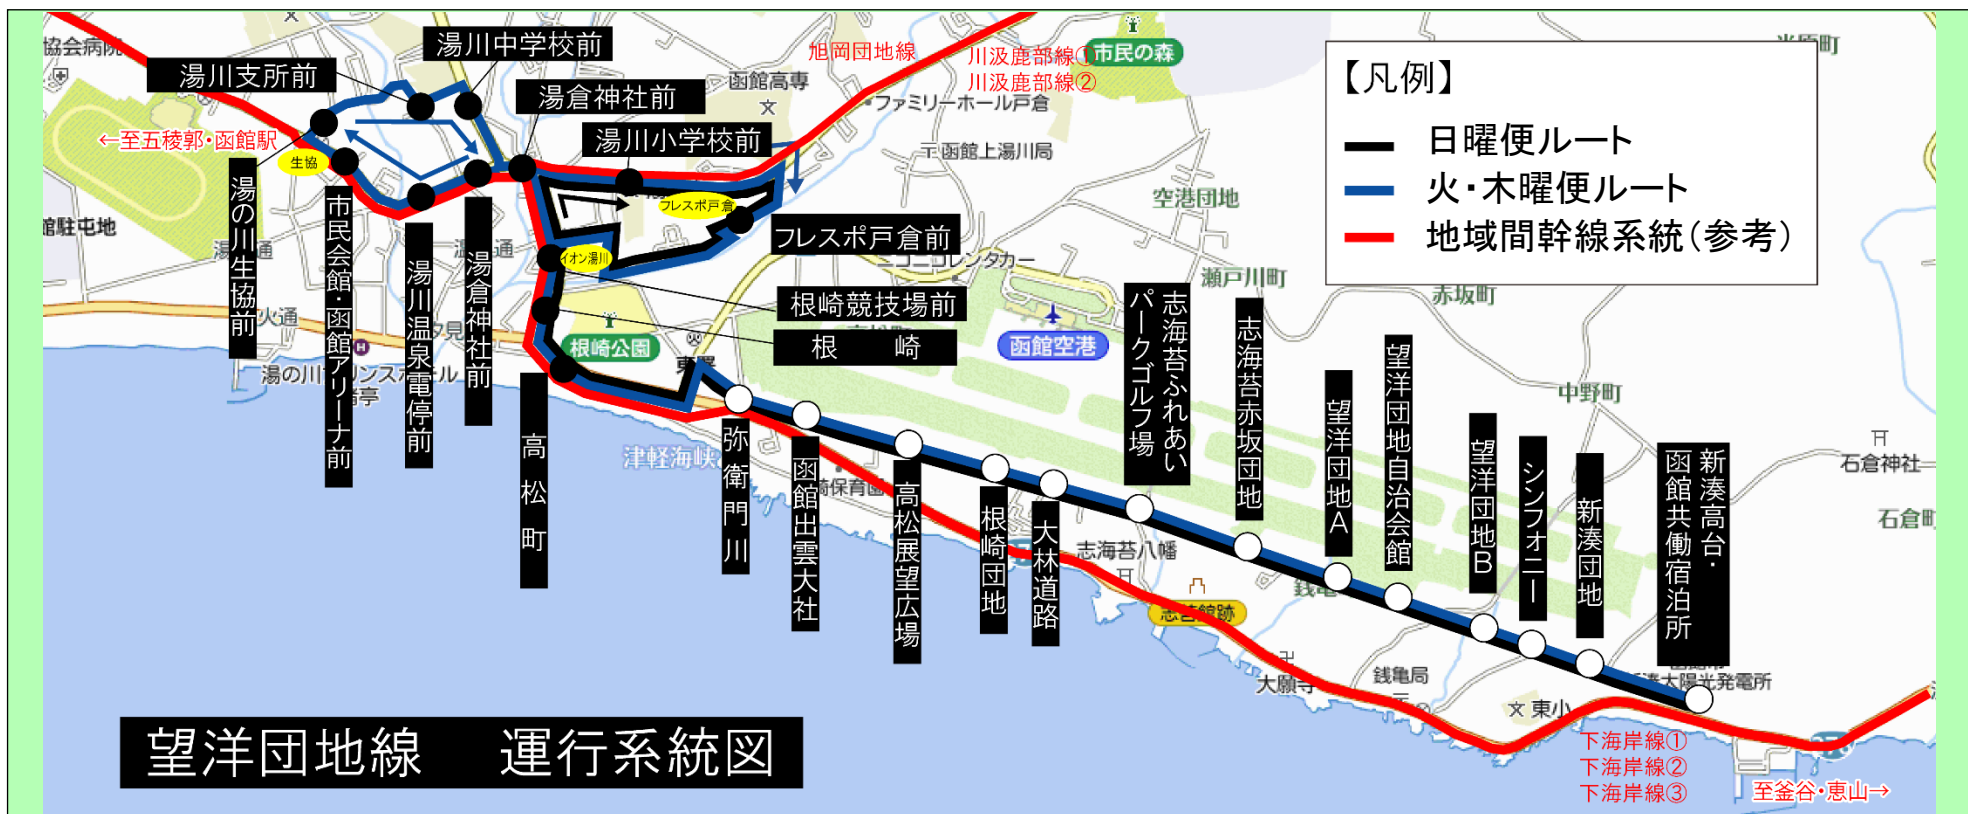 協会病院
湯川中学校前
湯川支所前
旭岡団地線
川汲鹿部線①
川汲鹿部線②
市民の森
函館高専
湯倉神社前
ファミリーホール戸倉
←至五稜郭・函館駅
生協
湯川小学校前
函館上湯川局
空港団地
フレスポ戸倉
フレスポ戸倉前
イオン湯川
【凡例】
日曜便ルート
火・木曜便ルート
地域間幹線系統(参考)
館駐屯地
湯の川生協前
市民会館・函館アリーナ前
湯川温泉電停前
湯倉神社前
根崎競技場前
根崎
根崎公園
函館空港
瀬戸川町
赤坂町
中野町
石倉神社
石倉町
津軽海峡
高松町
弥衛門川
函館出雲大社
高松展望広場
根崎団地
大林道路
志海苔ふれあい
パークゴルフ場
志海苔赤坂団地
望洋団地A
望洋団地自治会館
望洋団地B
シンフォニー
新湊団地
新湊高台・
函館共働宿泊所
志海苔八幡
大願寺
銭亀局
東小
下海岸線①
下海岸線②
下海岸線③
至釜谷・恵山→
望洋団地線 運行系統図